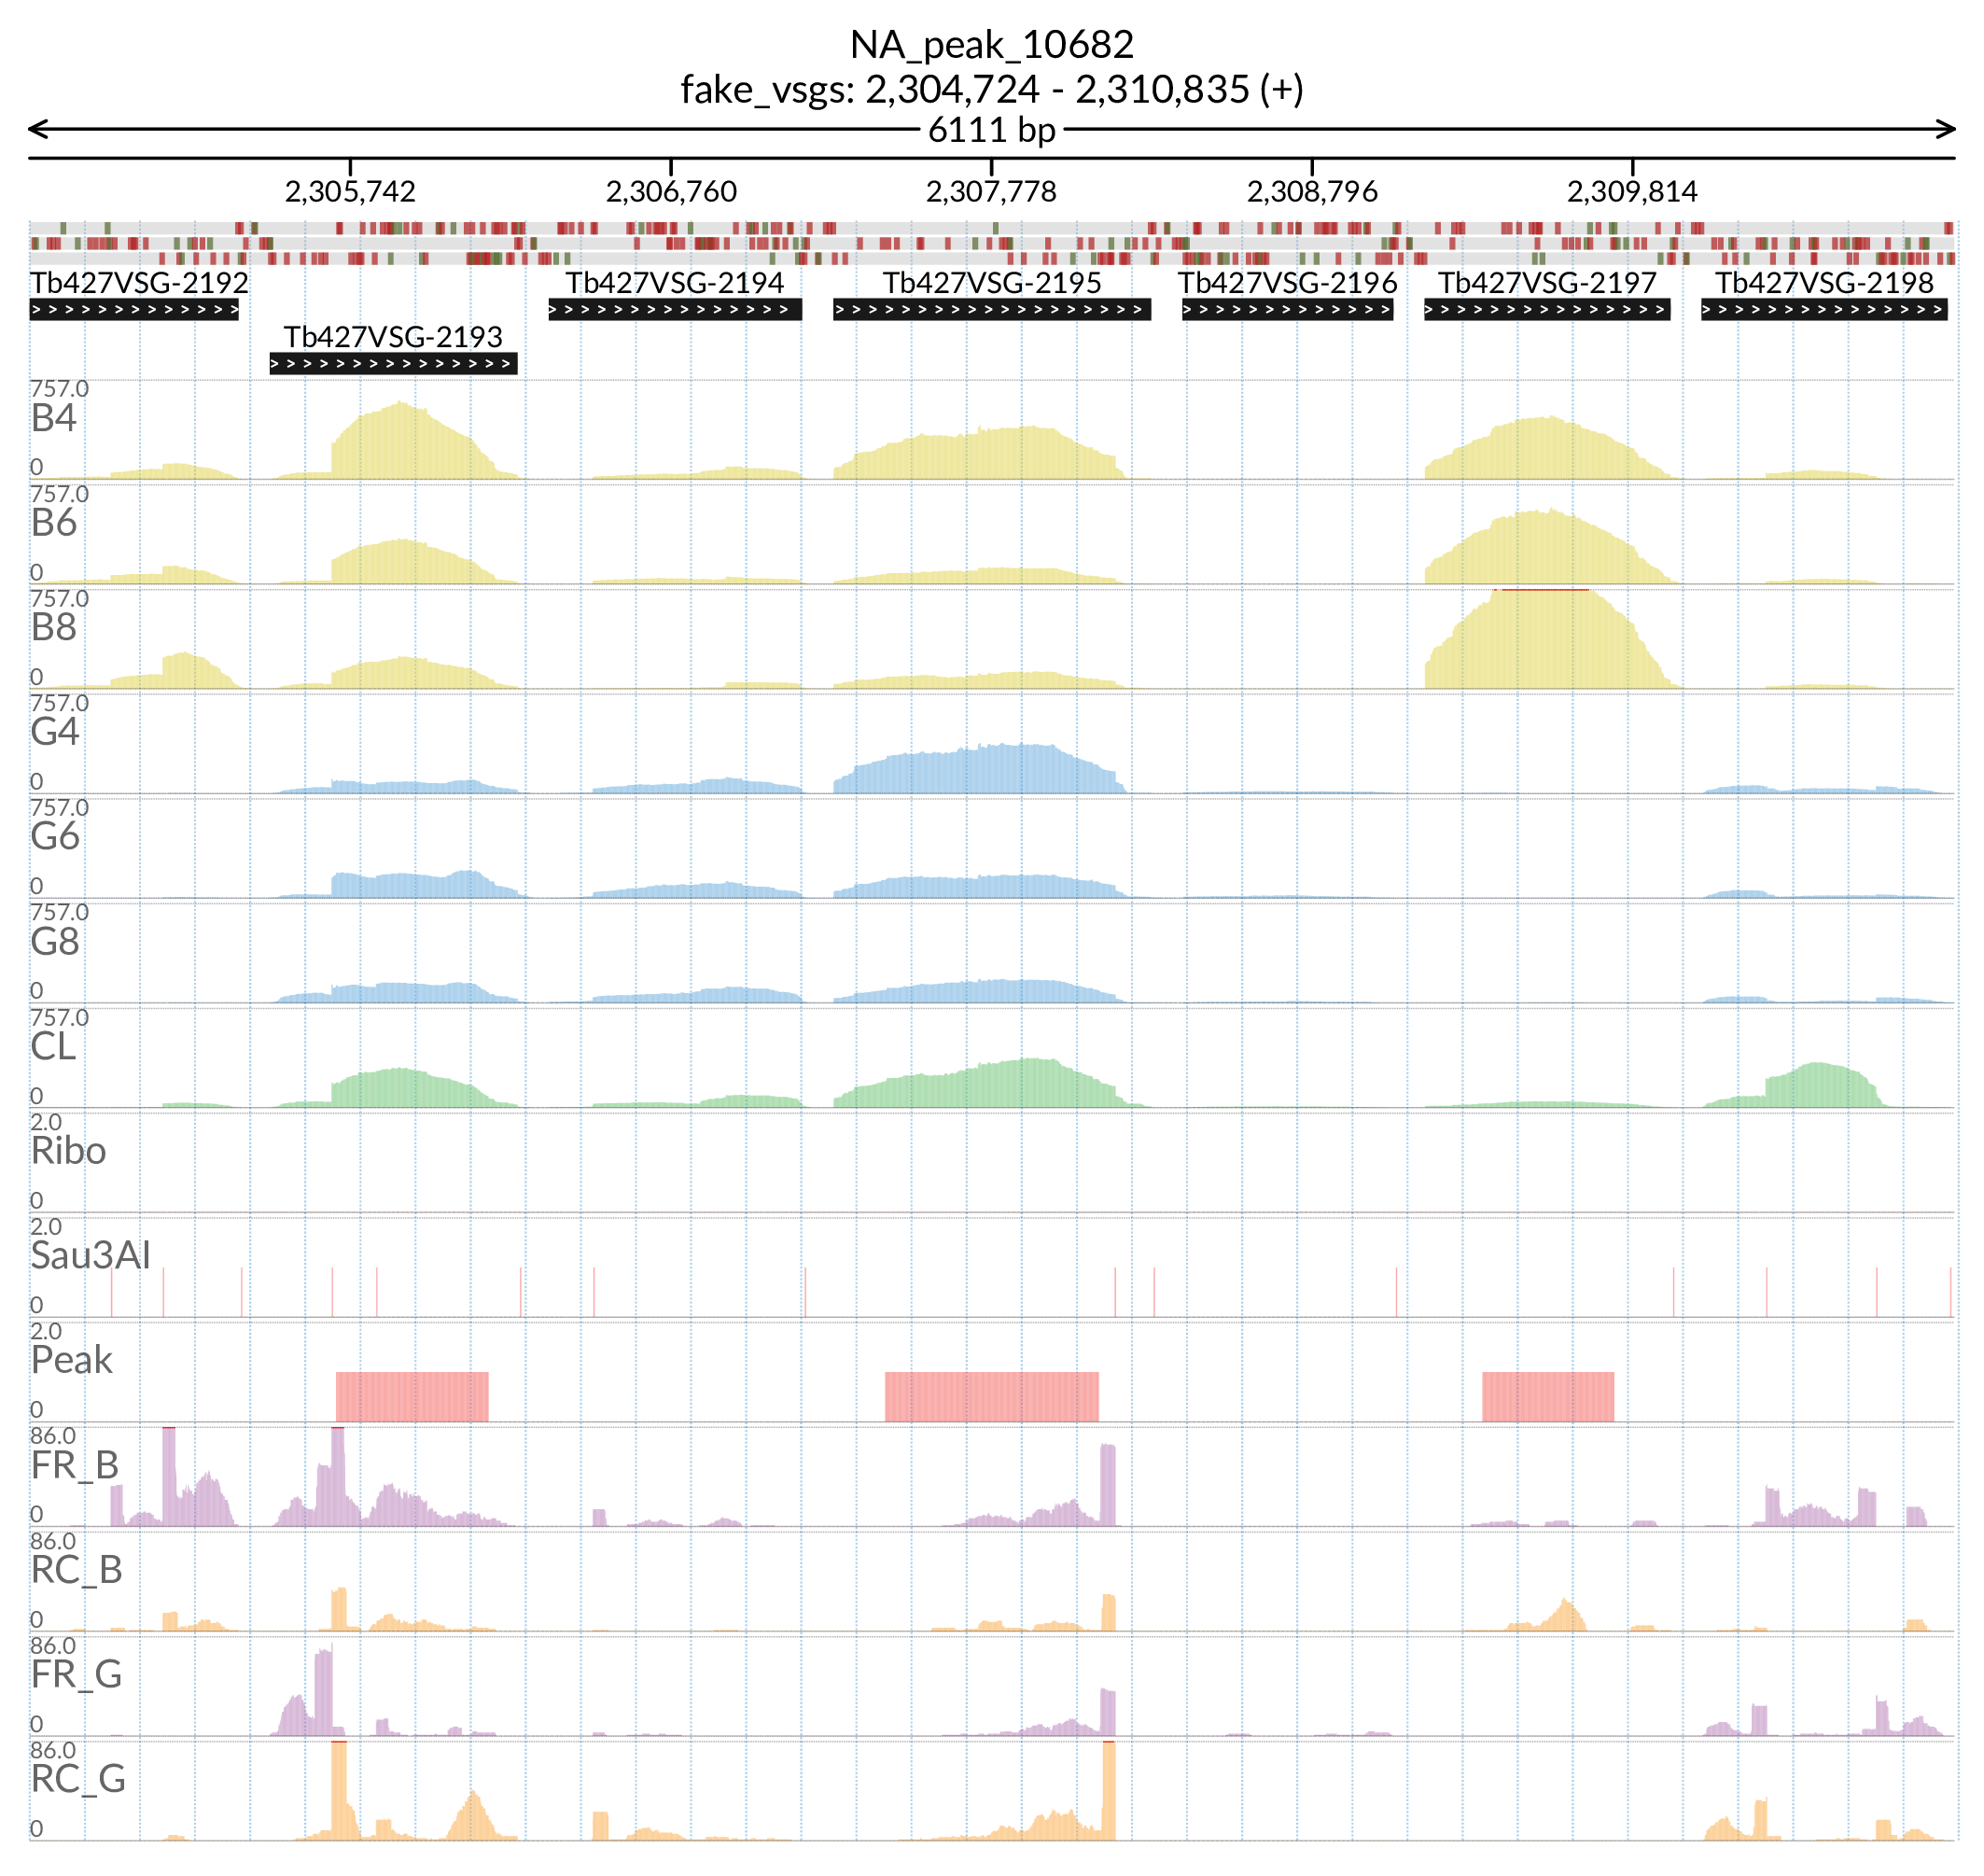 NA_peak_10682
fake_vsgs: 2,304,724 - 2,310,835 (+)
6111 bp
2,305,742 2,306,760 2,307,778 2,308,796 2,309,814
Tb427VSG-2192 Tb427VSG-2194 Tb427VSG-2195 Tb427VSG-2196 Tb427VSG-2197 Tb427VSG-2198
Tb427VSG-2193
757.0
B4
0
757.0
B6
0
757.0
B8
0
757.0
G4
0
757.0
G6
0
757.0
G8
0
757.0
CL
0
2.0
Ribo
0
2.0
Sau3AI
0
2.0
Peak
0
86.0
FR_B
0
86.0
RC_B
0
86.0
FR_G
0
86.0
RC_G
0